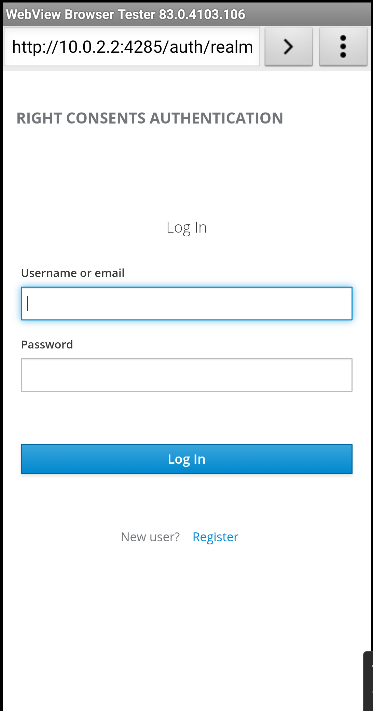 WebView Browser Tester 83.0.4103.106
http://10.0.2.2:4285/auth/realm
RIGHT CONSENTS AUTHENTICATION
Log In
Username or email
Password
Log In
New user? Register